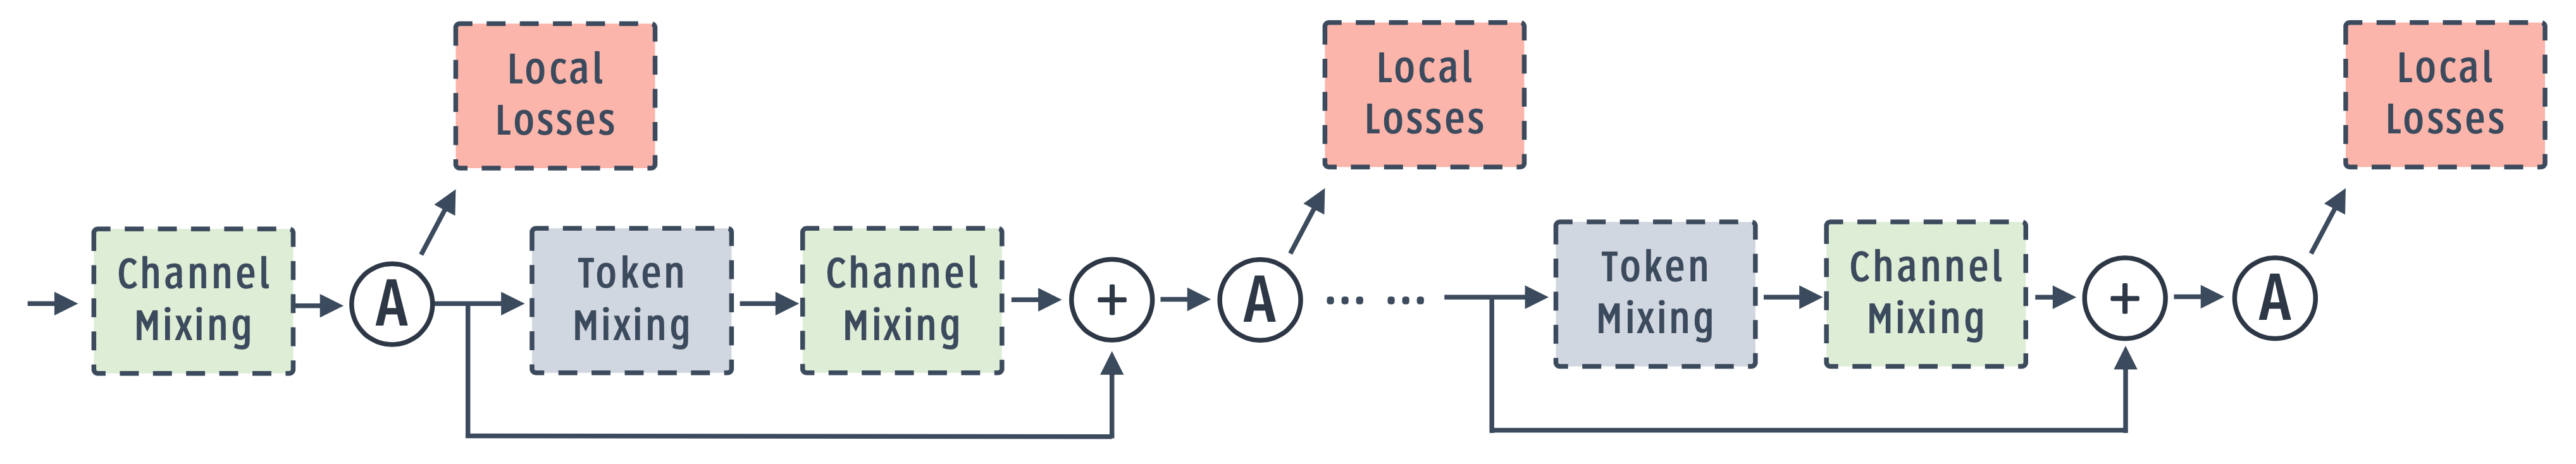 Local
Losses
Local
Losses
Local
Losses
Channel
Mixing
A
Token
Mixing
Channel
Mixing
+
A
... ...
Token
Mixing
Channel
Mixing
+
A